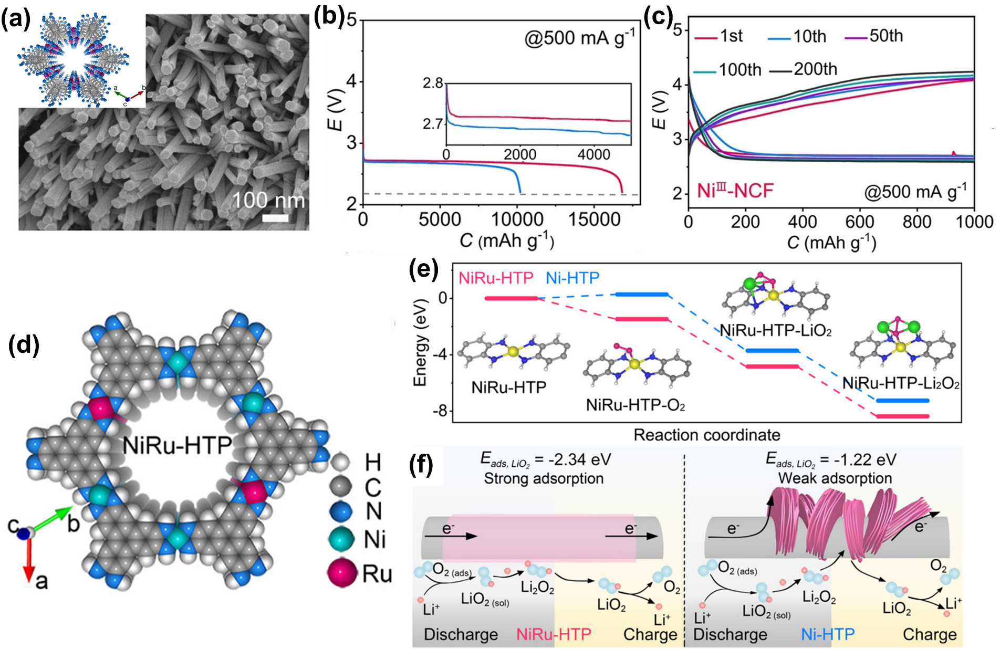 (a)
a
b
c
100 nm
(b)
@500 mA g⁻¹
5
4
3
2
E (V)
2.8
2.7
0
2000
4000
0
5000
10000
15000
C (mAh g⁻¹)
(c)
1st
10th
50th
100th
200th
5
4
3
2
E (V)
Niᴵᴵᴵ-NCF
@500 mA g⁻¹
0
200
400
600
800
1000
C (mAh g⁻¹)
(d)
NiRu-HTP
H
C
N
Ni
Ru
c
b
a
(e)
NiRu-HTP
Ni-HTP
0
-4
-8
Energy (eV)
NiRu-HTP
NiRu-HTP-O₂
NiRu-HTP-LiO₂
NiRu-HTP-Li₂O₂
Reaction coordinate
(f)
E ads, LiO₂ = -2.34 eV
Strong adsorption
e⁻
e⁻
O₂ (ads)
Li⁺
LiO₂ (sol)
Li₂O₂
LiO₂
O₂
Li⁺
Discharge
NiRu-HTP
Charge
E ads, LiO₂ = -1.22 eV
Weak adsorption
e⁻
e⁻
O₂ (ads)
Li⁺
LiO₂ (sol)
Li₂O₂
LiO₂
O₂
Li⁺
Discharge
Ni-HTP
Charge